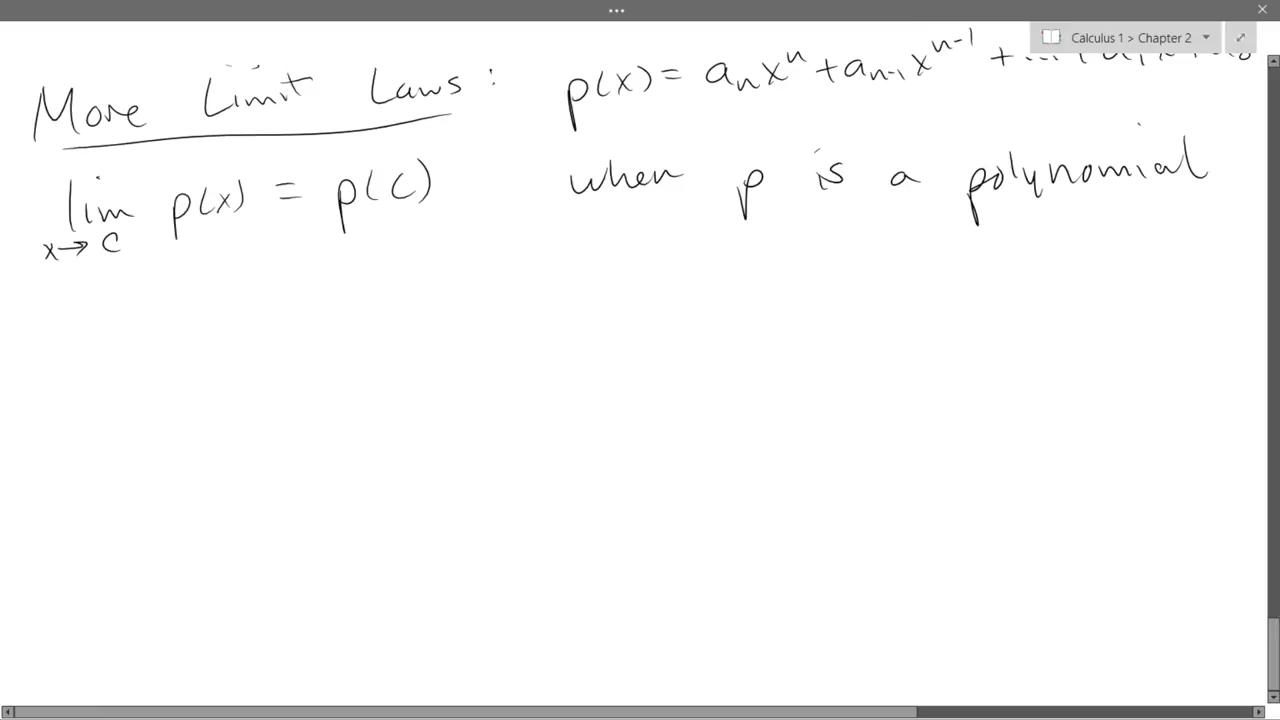 ...
Calculus 1 > Chapter 2
More Limit Laws: p(x) = aₙxⁿ + aₙ₋₁xⁿ⁻¹ + ...
lim p(x) = p(c) when p is a polynomial
x→c